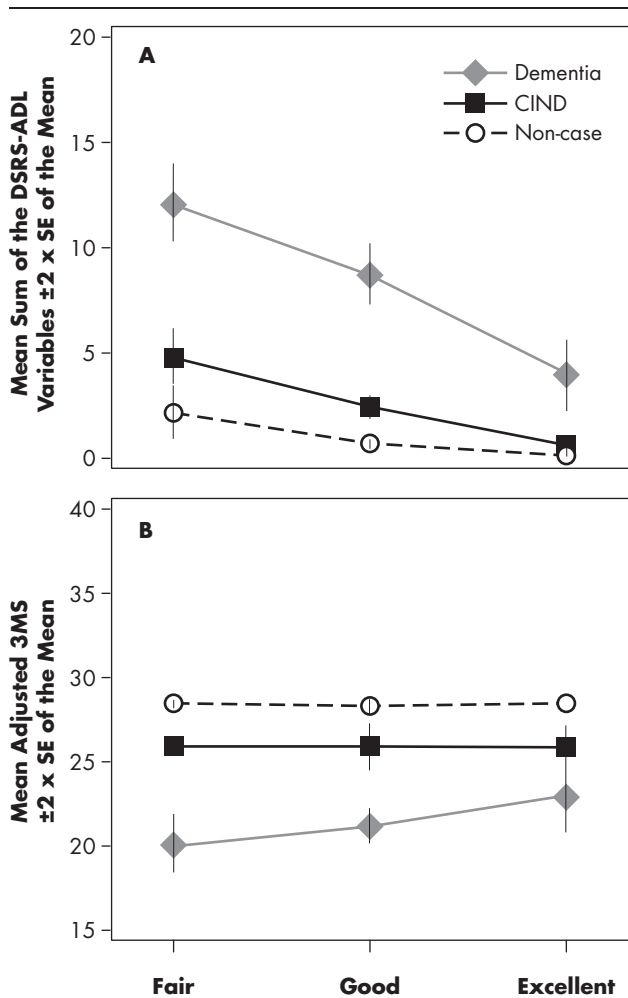 A
Dementia
CIND
Non-case
Mean Sum of the DSRS-ADL
Variables ±2 x SE of the Mean
20
15
10
5
0
B
Mean Adjusted 3MS
±2 x SE of the Mean
40
35
30
25
20
15
Fair Good Excellent